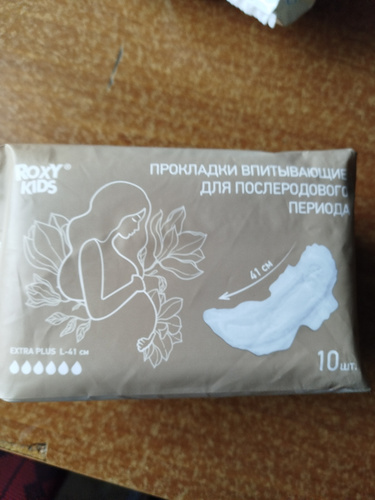 ROXY®
KIDS
ПРОКЛАДКИ ВПИТЫВАЮЩИЕ
ДЛЯ ПОСЛЕРОДОВОГО
ПЕРИОДА
41 см
EXTRA PLUS L-41 см
10 шт.